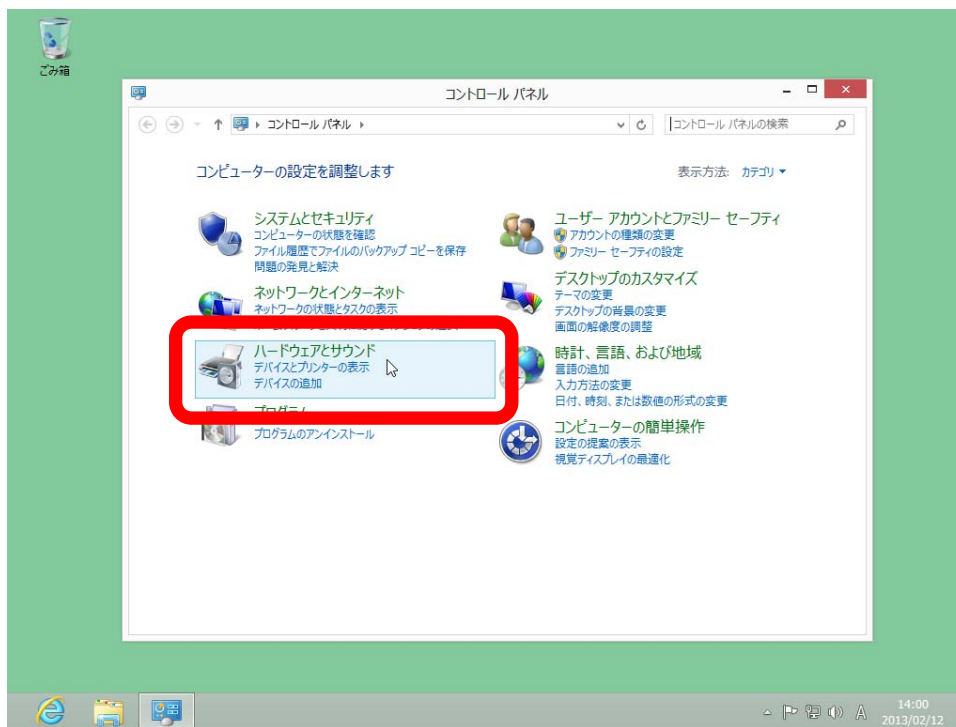 ごみ箱
コントロール パネル
コントロール パネル
コントロール パネルの検索
コンピューターの設定を調整します
表示方法: カテゴリ
システムとセキュリティ
コンピューターの状態を確認
ファイル履歴でファイルのバックアップ コピーを保存
問題の発見と解決
ネットワークとインターネット
ネットワークの状態とタスクの表示
ハードウェアとサウンド
デバイスとプリンターの表示
デバイスの追加
プログラム
プログラムのアンインストール
ユーザー アカウントとファミリー セーフティ
アカウントの種類の変更
ファミリー セーフティの設定
デスクトップのカスタマイズ
テーマの変更
デスクトップの背景の変更
画面の解像度の調整
時計、言語、および地域
言語の追加
入力方法の変更
日付、時刻、または数値の形式の変更
コンピューターの簡単操作
設定の提案の表示
視覚ディスプレイの最適化
A
14:00
2013/02/12